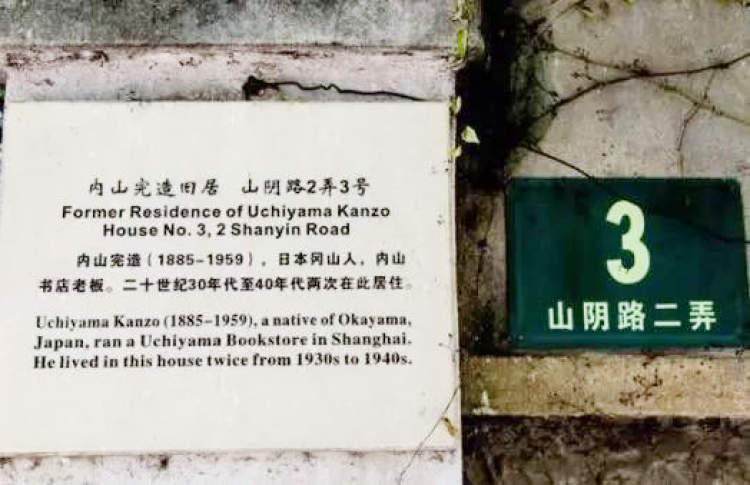 内山完造旧居 山阴路2弄3号
Former Residence of Uchiyama Kanzo
House No. 3, 2 Shanyin Road
内山完造（1885-1959），日本冈山人，内山
书店老板。二十世纪30年代至40年代两次在此居住。
Uchiyama Kanzo (1885-1959), a native of Okayama,
Japan, ran a Uchiyama Bookstore in Shanghai.
He lived in this house twice from 1930s to 1940s.
3
山阴路二弄